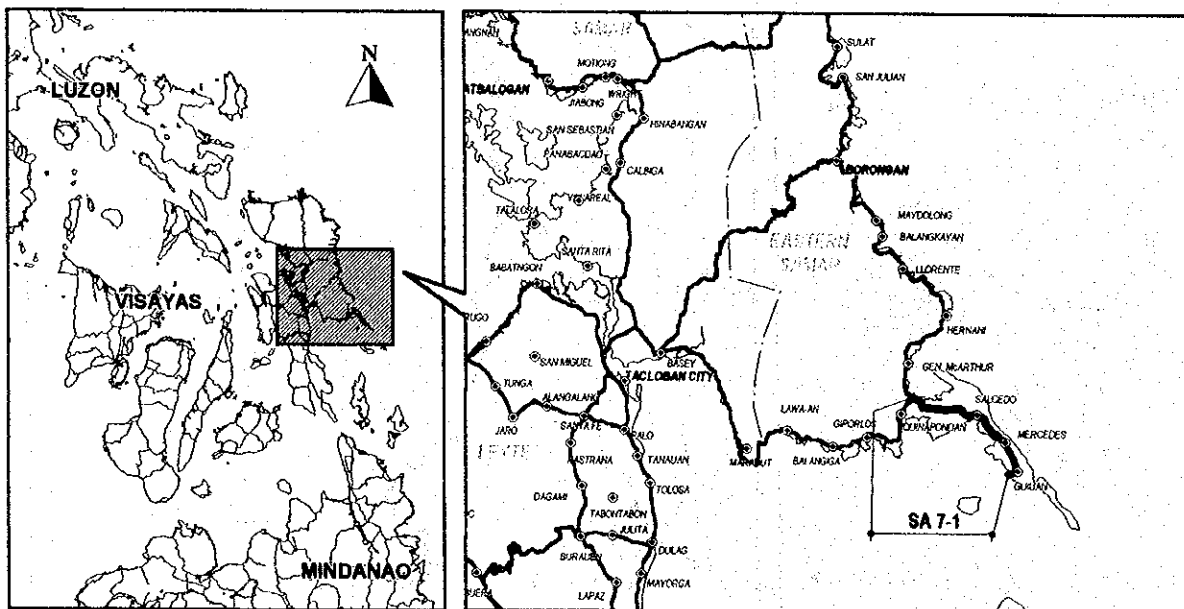 N
LUZON
VISAYAS
MINDANAO
SAMAR
SULAT
MOTIONG
SAN JULIAN
JIABONG
SAN SEBASTIAN
HINABANGAN
CALBIGA
BORONGAN
VILLAREAL
TALALORA
MAYDOLONG
BALANGKAYAN
EASTERN
SAMAR
SANTA RITA
BABATNGON
LLORENTE
HERNANI
SAN MIGUEL
BASEY
TACLOBAN CITY
GEN. McARTHUR
TUNGA
ALANGALANG
SALCEDO
LAWA-AN
GIPORLOS
QUINAPONDAN
JARO
SANTA FE
PALO
MERCEDES
LEYTE
TANAUAN
MARABUT
BALANGIGA
PASTRANA
GUIUAN
DAGAMI
TOLOSA
TABONTABON
SA 7-1
JULITA
BURAUEN
DULAG
MAYORGA
LAPAZ